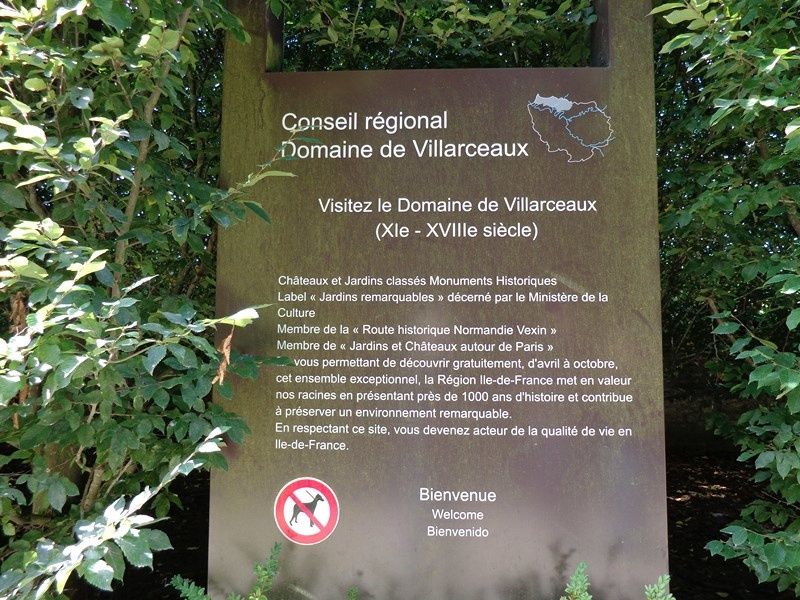 Conseil régional
Domaine de Villarceaux
Visitez le Domaine de Villarceaux
(XIe - XVIIIe siècle)
Châteaux et Jardins classés Monuments Historiques
Label « Jardins remarquables » décerné par le Ministère de la
Culture
Membre de la « Route historique Normandie Vexin »
Membre de « Jardins et Châteaux autour de Paris »
vous permettant de découvrir gratuitement, d'avril à octobre,
cet ensemble exceptionnel, la Région Ile-de-France met en valeur
nos racines en présentant près de 1000 ans d'histoire et contribue
à préserver un environnement remarquable.
En respectant ce site, vous devenez acteur de la qualité de vie en
Ile-de-France.
Bienvenue
Welcome
Bienvenido